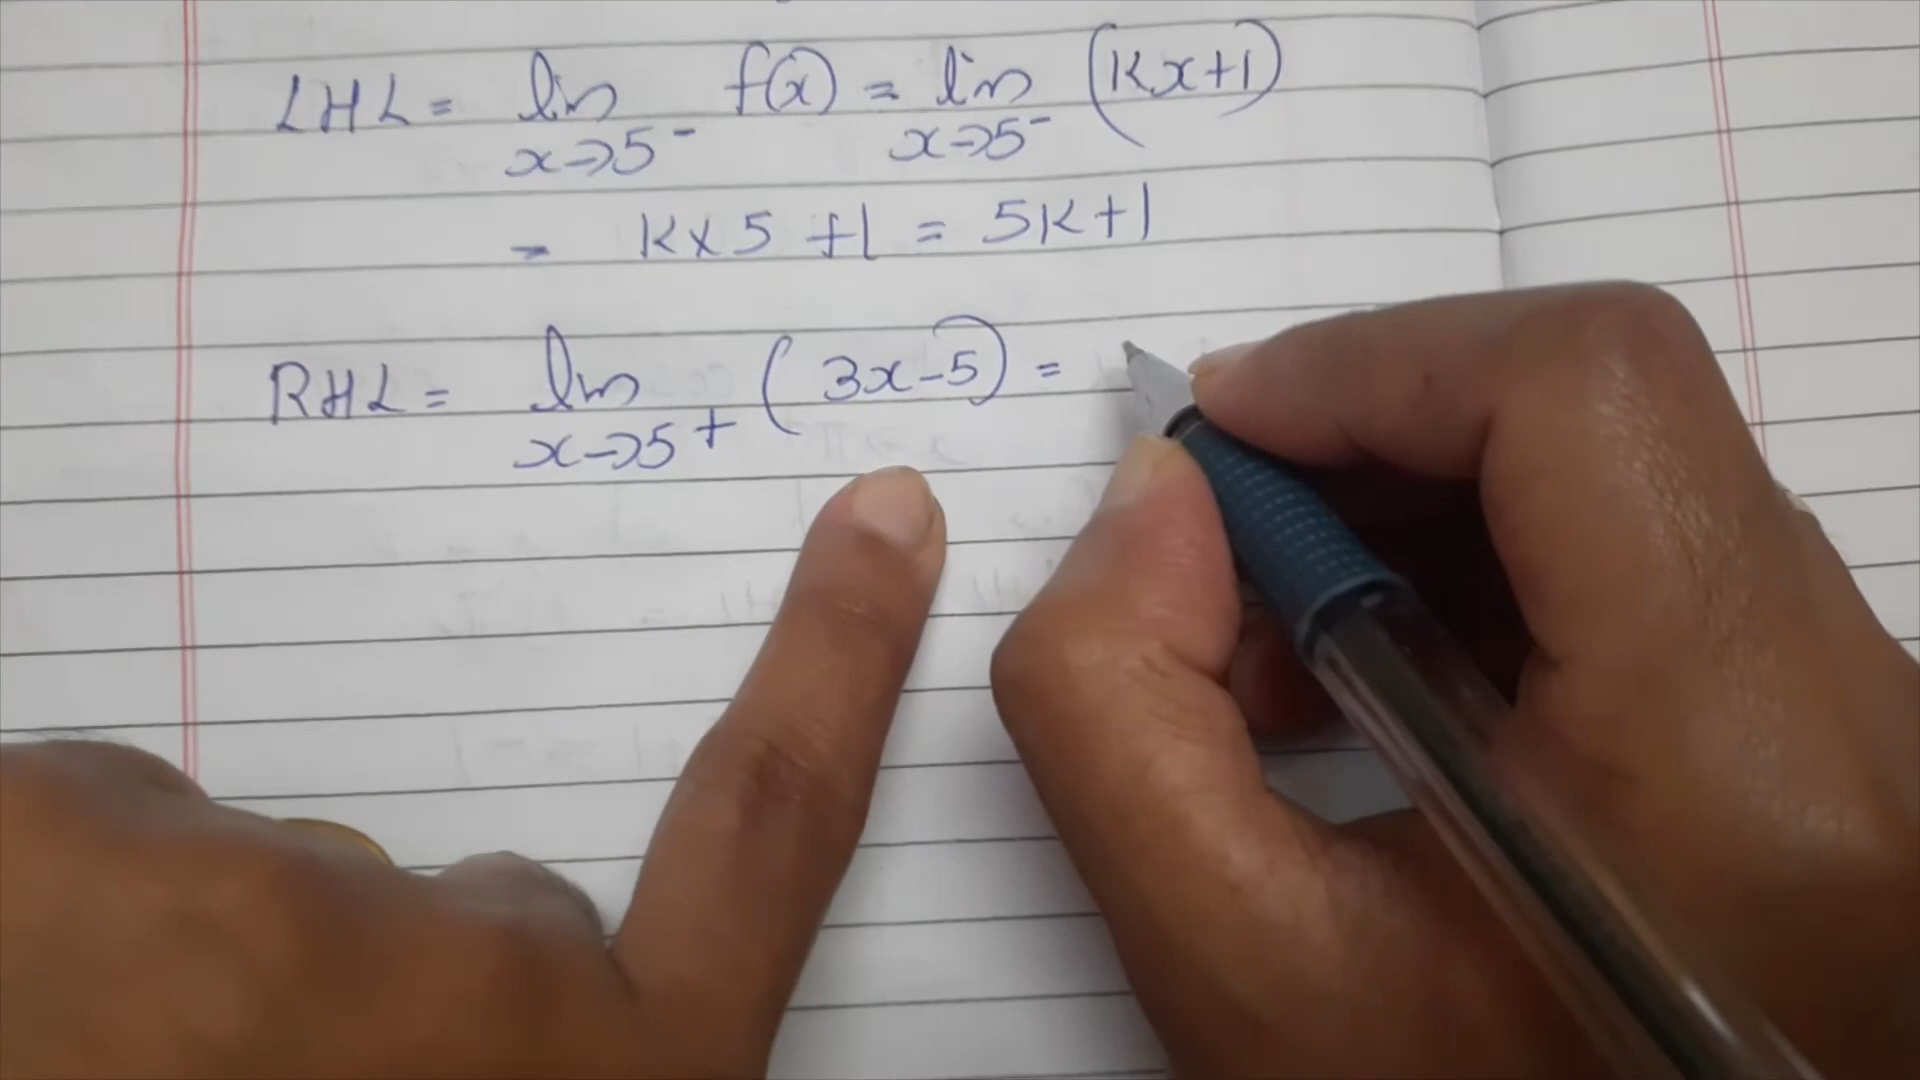 LHL = lim f(x) = lim (Kx+1)
x→5⁻ x→5⁻
= K×5+1 = 5K+1
RHL = lim (3x-5) =
x→5+